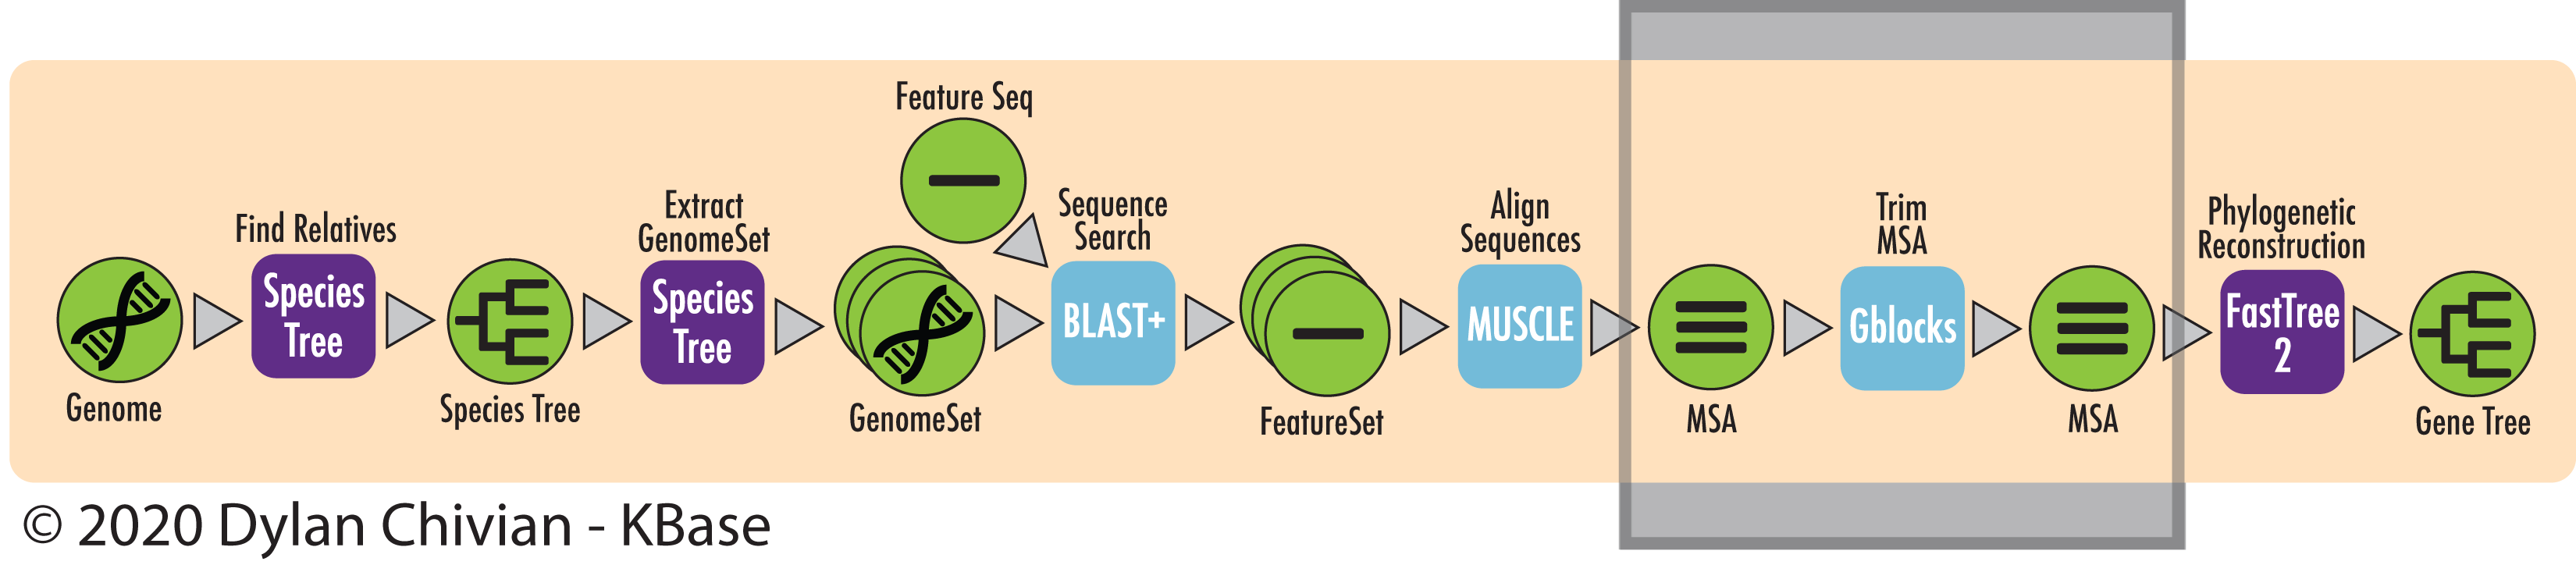 Feature Seq
Find Relatives
Species
Tree
Genome
Species Tree
Extract
GenomeSet
Species
Tree
GenomeSet
Sequence
Search
BLAST+
FeatureSet
Align
Sequences
MUSCLE
MSA
Trim
MSA
Gblocks
MSA
Phylogenetic
Reconstruction
FastTree
2
Gene Tree
© 2020 Dylan Chivian - KBase